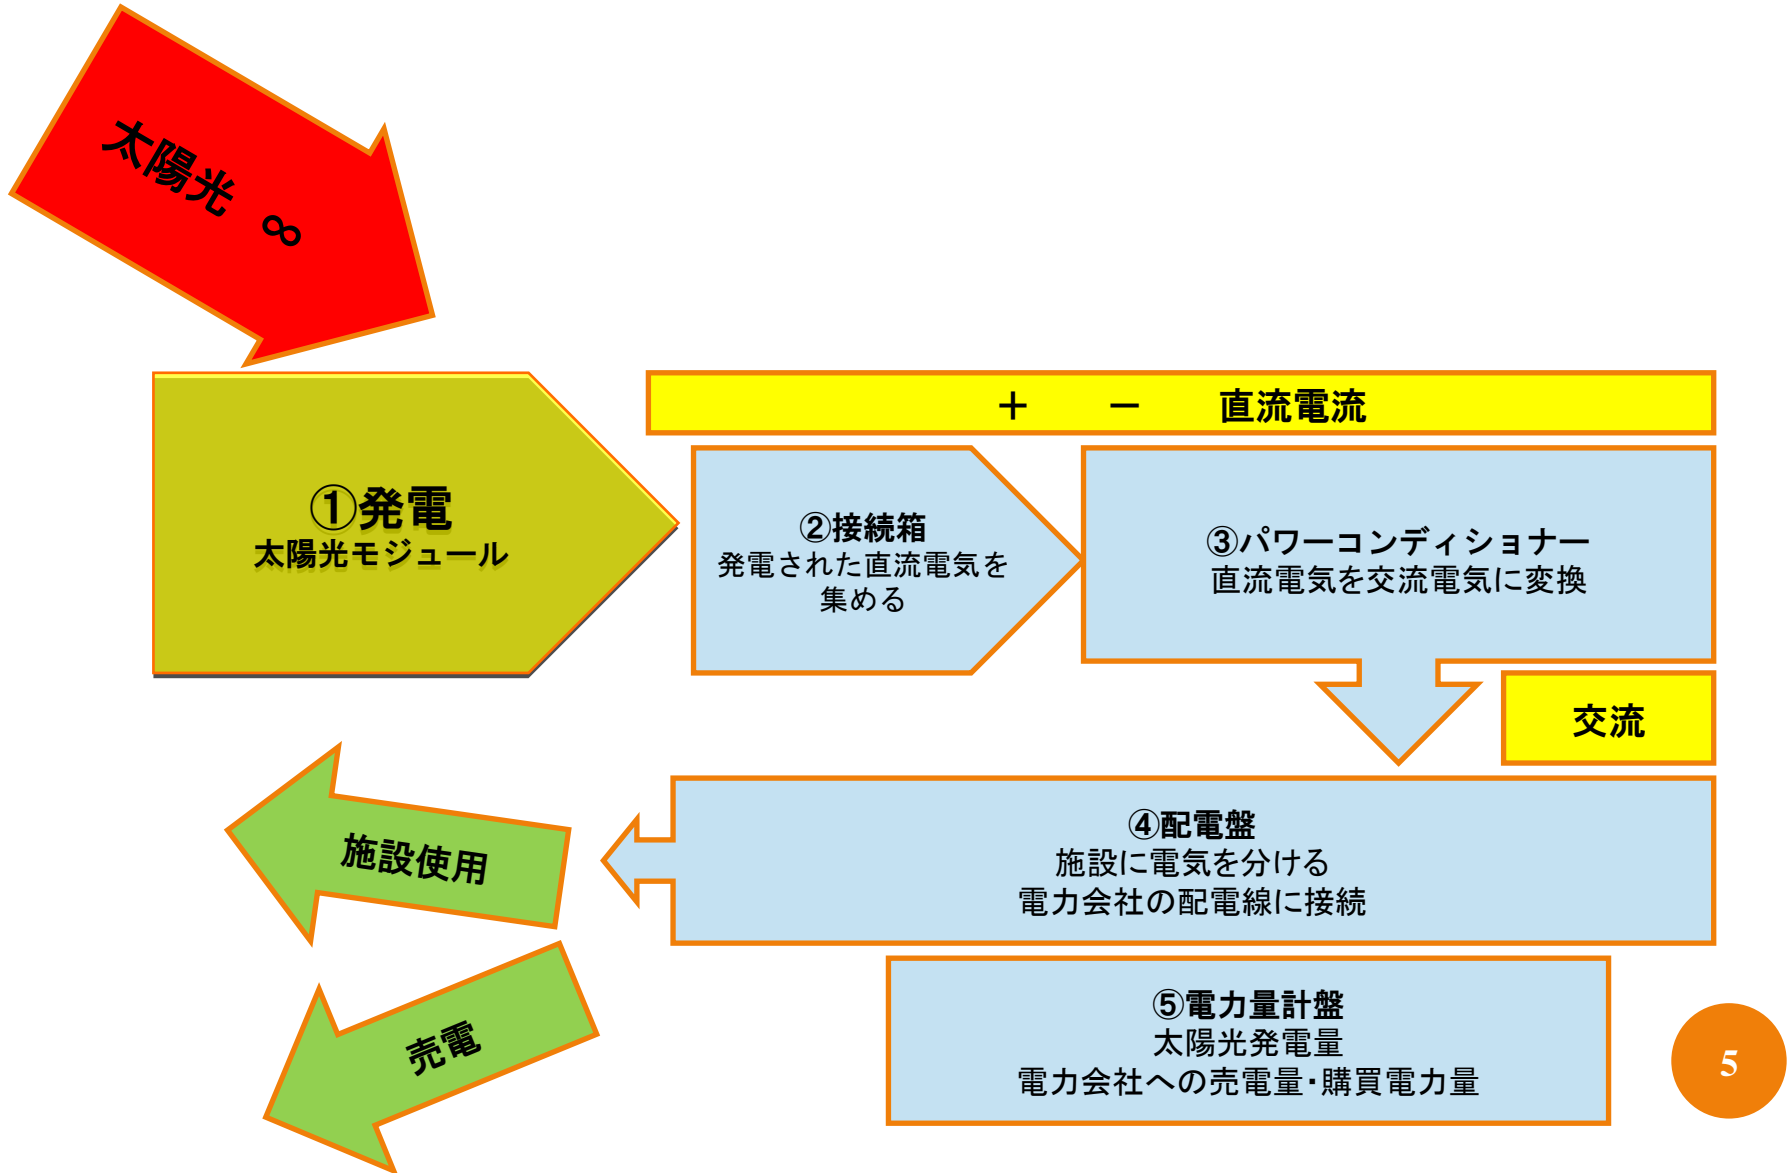 太陽光 ∞
①発電
太陽光モジュール
＋ － 直流電流
②接続箱
発電された直流電気を
集める
③パワーコンディショナー
直流電気を交流電気に変換
交流
④配電盤
施設に電気を分ける
電力会社の配電線に接続
施設使用
売電
⑤電力量計盤
太陽光発電量
電力会社への売電量・購買電力量
5